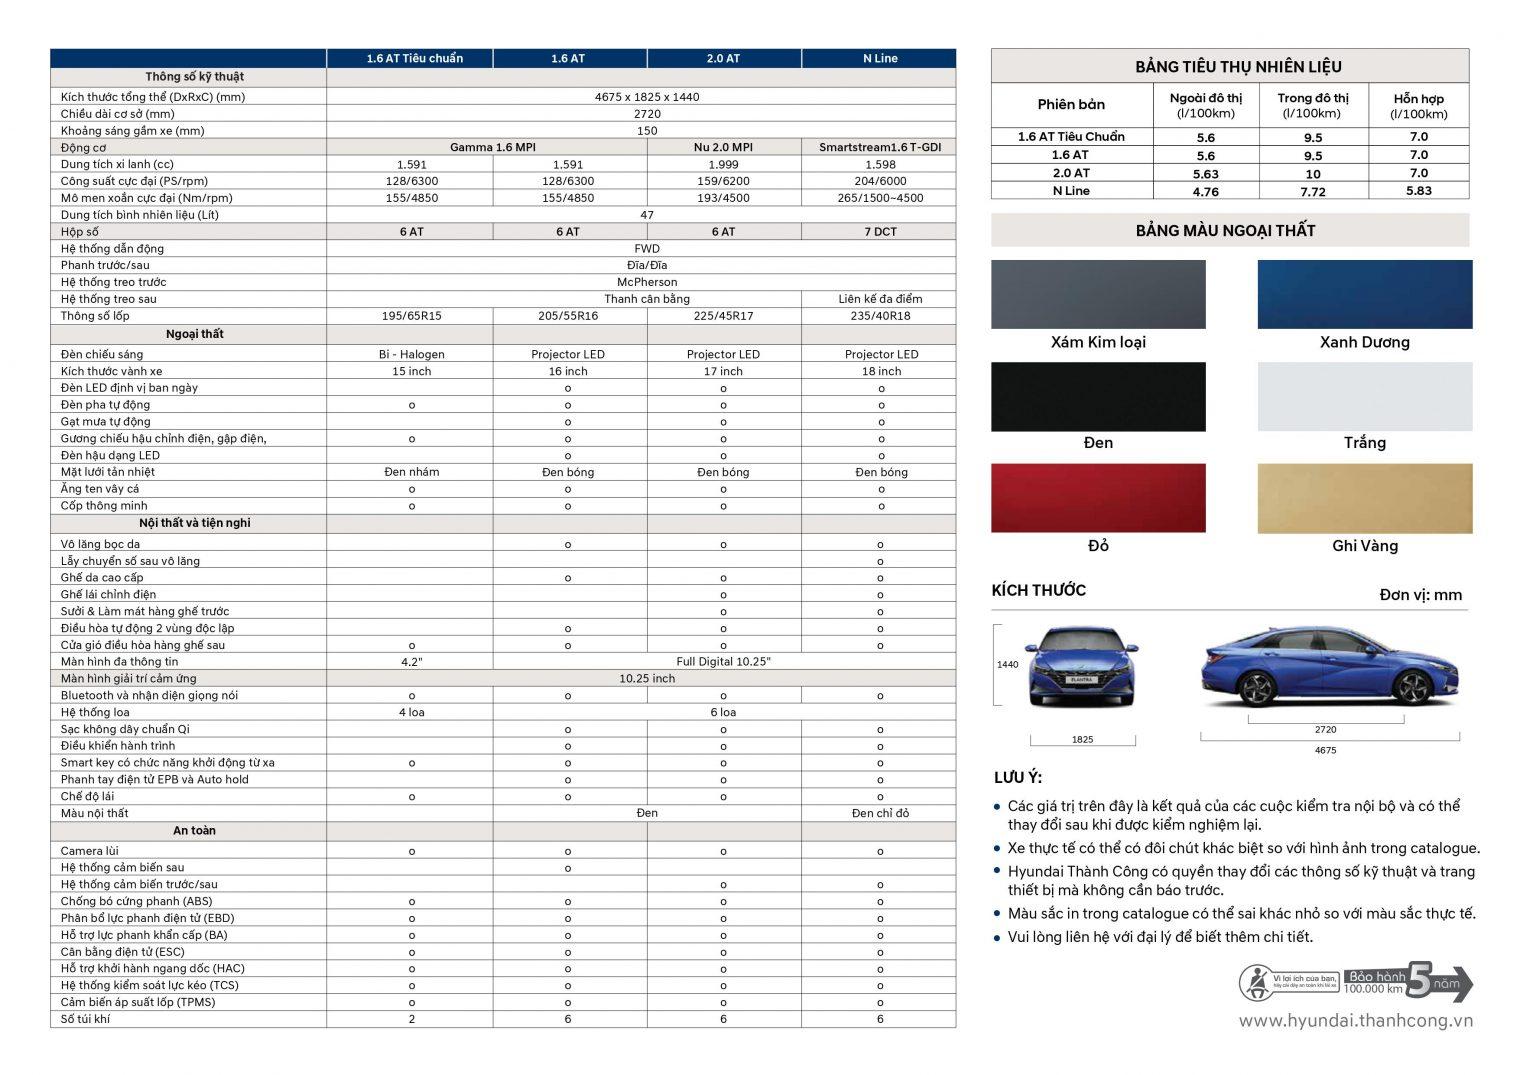 1.6 AT Tiêu chuẩn 1.6 AT 2.0 AT N Line
Thông số kỹ thuật
Kích thước tổng thể (DxRxC) (mm) 4675 x 1825 x 1440
Chiều dài cơ sở (mm) 2720
Khoảng sáng gầm xe (mm) 150
Động cơ Gamma 1.6 MPI Nu 2.0 MPI Smartstream1.6 T-GDI
Dung tích xi lanh (cc) 1.591 1.591 1.999 1.598
Công suất cực đại (PS/rpm) 128/6300 128/6300 159/6200 204/6000
Mô men xoắn cực đại (Nm/rpm) 155/4850 155/4850 193/4500 265/1500~4500
Dung tích bình nhiên liệu (Lít) 47
Hộp số 6 AT 6 AT 6 AT 7 DCT
Hệ thống dẫn động FWD
Phanh trước/sau Đĩa/Đĩa
Hệ thống treo trước McPherson
Hệ thống treo sau Thanh cân bằng Liên kế đa điểm
Thông số lốp 195/65R15 205/55R16 225/45R17 235/40R18
Ngoại thất
Đèn chiếu sáng Bi - Halogen Projector LED Projector LED Projector LED
Kích thước vành xe 15 inch 16 inch 17 inch 18 inch
Đèn LED định vị ban ngày o o o
Đèn pha tự động o o o o
Gạt mưa tự động o o o
Gương chiếu hậu chỉnh điện, gập điện, o o o o
Đèn hậu dạng LED o o o
Mặt lưới tản nhiệt Đen nhám Đen bóng Đen bóng Đen bóng
Ăng ten vây cá o o o o
Cốp thông minh o o o o
Nội thất và tiện nghi
Vô lăng bọc da o o o
Lẫy chuyển số sau vô lăng o
Ghế da cao cấp o o o
Ghế lái chỉnh điện o o
Sưởi & Làm mát hàng ghế trước o o
Điều hòa tự động 2 vùng độc lập o o o
Cửa gió điều hòa hàng ghế sau o o o o
Màn hình đa thông tin 4.2" Full Digital 10.25"
Màn hình giải trí cảm ứng 10.25 inch
Bluetooth và nhận diện giọng nói o o o o
Hệ thống loa 4 loa 6 loa
Sạc không dây chuẩn Qi o o o
Điều khiển hành trình o o o
Smart key có chức năng khởi động từ xa o o o o
Phanh tay điện tử EPB và Auto hold o o o
Chế độ lái o o o o
Màu nội thất Đen Đen chỉ đỏ
An toàn
Camera lùi o o o o
Hệ thống cảm biến sau o
Hệ thống cảm biến trước/sau o o
Chống bó cứng phanh (ABS) o o o o
Phân bổ lực phanh điện tử (EBD) o o o o
Hỗ trợ lực phanh khẩn cấp (BA) o o o o
Cân bằng điện tử (ESC) o o o o
Hỗ trợ khởi hành ngang dốc (HAC) o o o o
Hệ thống kiểm soát lực kéo (TCS) o o o o
Cảm biến áp suất lốp (TPMS) o o o o
Số túi khí 2 6 6 6
BẢNG TIÊU THỤ NHIÊN LIỆU
Phiên bản Ngoài đô thị (l/100km) Trong đô thị (l/100km) Hỗn hợp (l/100km)
1.6 AT Tiêu Chuẩn 5.6 9.5 7.0
1.6 AT 5.6 9.5 7.0
2.0 AT 5.63 10 7.0
N Line 4.76 7.72 5.83
BẢNG MÀU NGOẠI THẤT
Xám Kim loại Xanh Dương
Đen Trắng
Đỏ Ghi Vàng
KÍCH THƯỚC Đơn vị: mm
1440
ELANTRA
1825
2720
4675
LƯU Ý:
• Các giá trị trên đây là kết quả của các cuộc kiểm tra nội bộ và có thể
thay đổi sau khi được kiểm nghiệm lại.
• Xe thực tế có thể có đôi chút khác biệt so với hình ảnh trong catalogue.
• Hyundai Thành Công có quyền thay đổi các thông số kỹ thuật và trang
thiết bị mà không cần báo trước.
• Màu sắc in trong catalogue có thể sai khác nhỏ so với màu sắc thực tế.
• Vui lòng liên hệ với đại lý để biết thêm chi tiết.
Vì lợi ích của bạn,
hãy cài dây an toàn khi lái xe
Bảo hành 5 năm
100.000 km
www.hyundai.thanhcong.vn